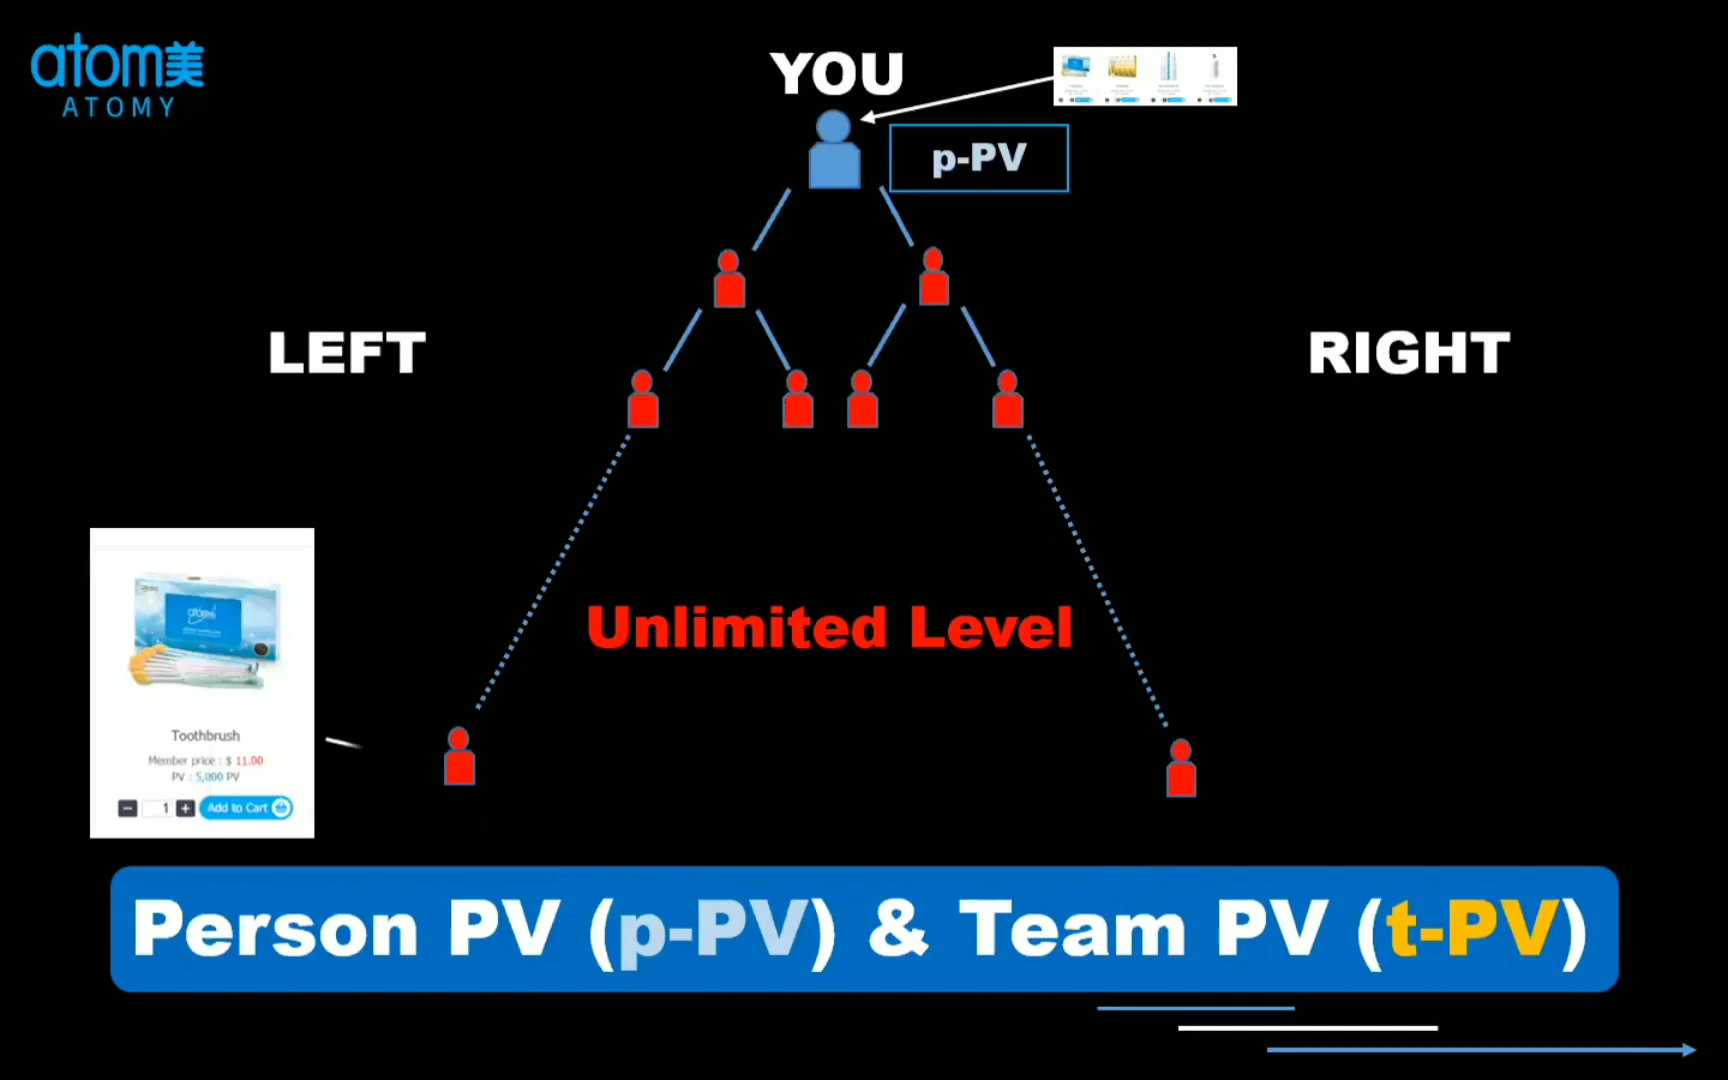 atom美
ATOMY
YOU
p-PV
LEFT
RIGHT
Unlimited Level
Toothbrush
Member price : $ 11.00
PV : 5,000 PV
1
Add to Cart
Person PV (p-PV) & Team PV (t-PV)